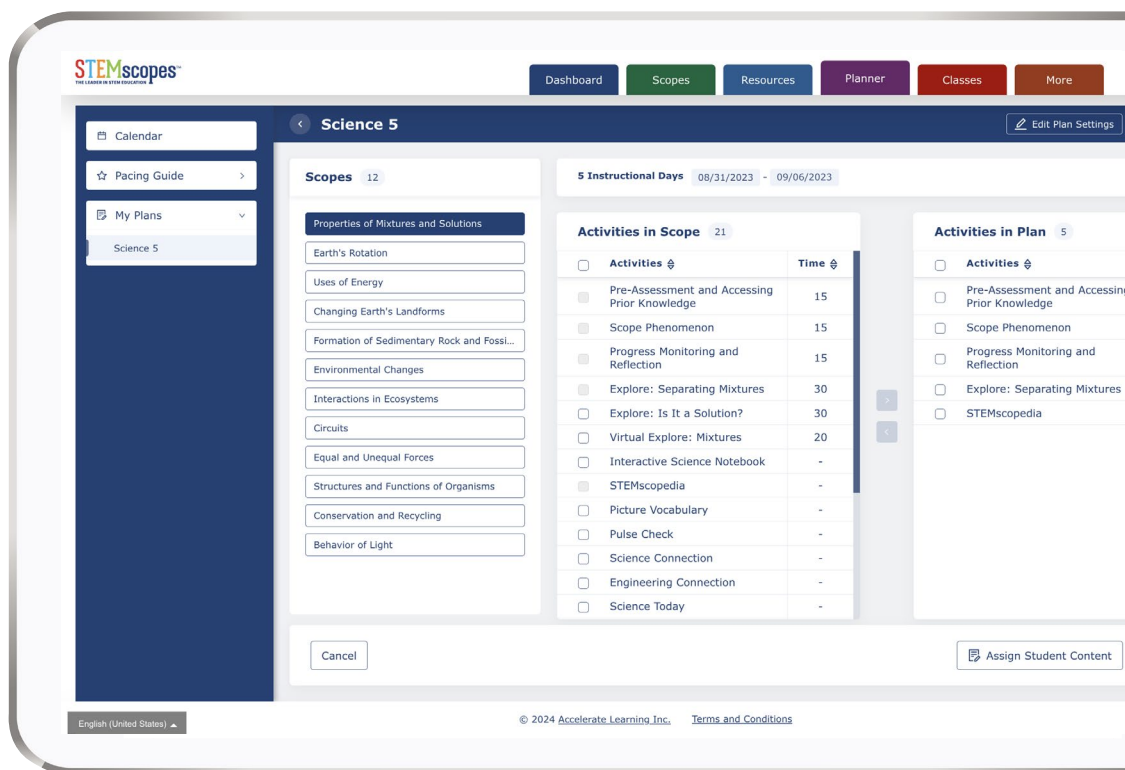 STEMscopes™
THE LEADER IN STEM EDUCATION
Dashboard
Scopes
Resources
Planner
Classes
More
Calendar
Pacing Guide
My Plans
Science 5
Science 5
Edit Plan Settings
Scopes 12
Properties of Mixtures and Solutions
Earth's Rotation
Uses of Energy
Changing Earth's Landforms
Formation of Sedimentary Rock and Fossi...
Environmental Changes
Interactions in Ecosystems
Circuits
Equal and Unequal Forces
Structures and Functions of Organisms
Conservation and Recycling
Behavior of Light
5 Instructional Days 08/31/2023 - 09/06/2023
Activities in Scope 21
Activities Time
Pre-Assessment and Accessing
Prior Knowledge 15
Scope Phenomenon 15
Progress Monitoring and
Reflection 15
Explore: Separating Mixtures 30
Explore: Is It a Solution? 30
Virtual Explore: Mixtures 20
Interactive Science Notebook -
STEMscopedia -
Picture Vocabulary -
Pulse Check -
Science Connection -
Engineering Connection -
Science Today -
Activities in Plan 5
Activities
Pre-Assessment and Accessing
Prior Knowledge
Scope Phenomenon
Progress Monitoring and
Reflection
Explore: Separating Mixtures
STEMscopedia
Cancel
Assign Student Content
English (United States)
© 2024 Accelerate Learning Inc. Terms and Conditions